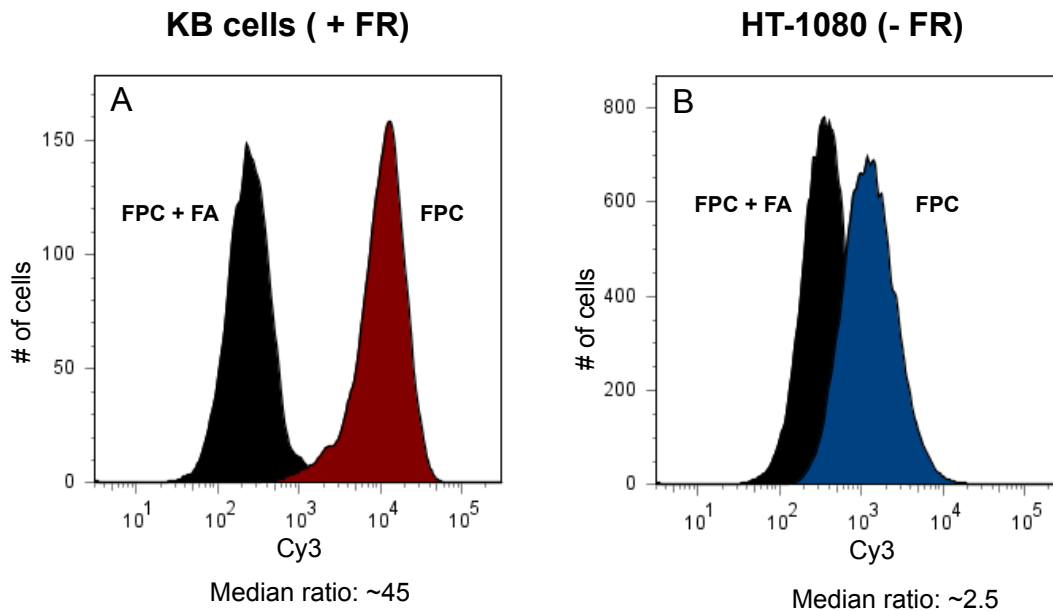 KB cells ( + FR)
A
150
100
50
0
# of cells
FPC + FA
FPC
10^1 10^2 10^3 10^4 10^5
Cy3
Median ratio: ~45
HT-1080 (- FR)
B
800
600
400
200
0
# of cells
FPC + FA
FPC
10^1 10^2 10^3 10^4 10^5
Cy3
Median ratio: ~2.5